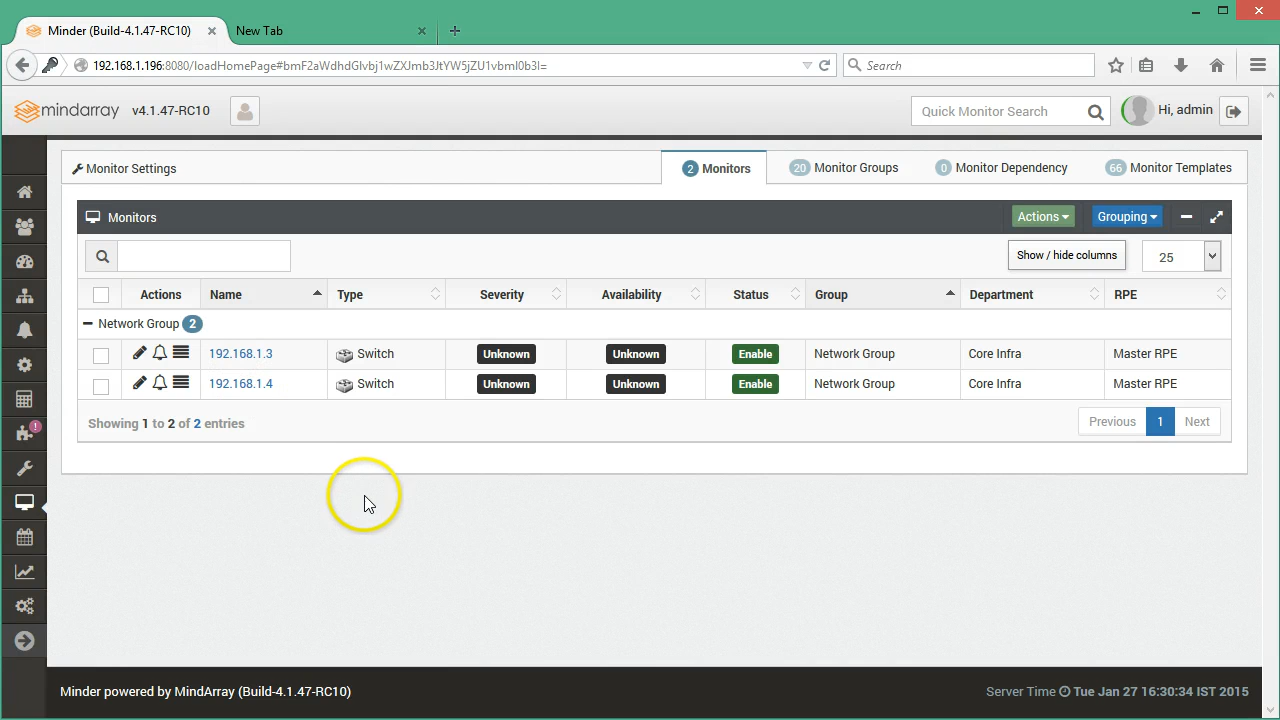 Minder (Build-4.1.47-RC10)
New Tab
192.168.1.196:8080/loadHomePage#bmF2aWdhdGlvbj1wZXJmb3JtYW5jZU1vbml0b3I=
Search
mindarray v4.1.47-RC10
Quick Monitor Search
Hi, admin
Monitor Settings
2 Monitors
20 Monitor Groups
0 Monitor Dependency
66 Monitor Templates
Monitors
Actions
Grouping
Show / hide columns
25
Actions Name Type Severity Availability Status Group Department RPE
Network Group 2
192.168.1.3 Switch Unknown Unknown Enable Network Group Core Infra Master RPE
192.168.1.4 Switch Unknown Unknown Enable Network Group Core Infra Master RPE
Showing 1 to 2 of 2 entries
Previous 1 Next
!
Minder powered by MindArray (Build-4.1.47-RC10)
Server Time Tue Jan 27 16:30:34 IST 2015